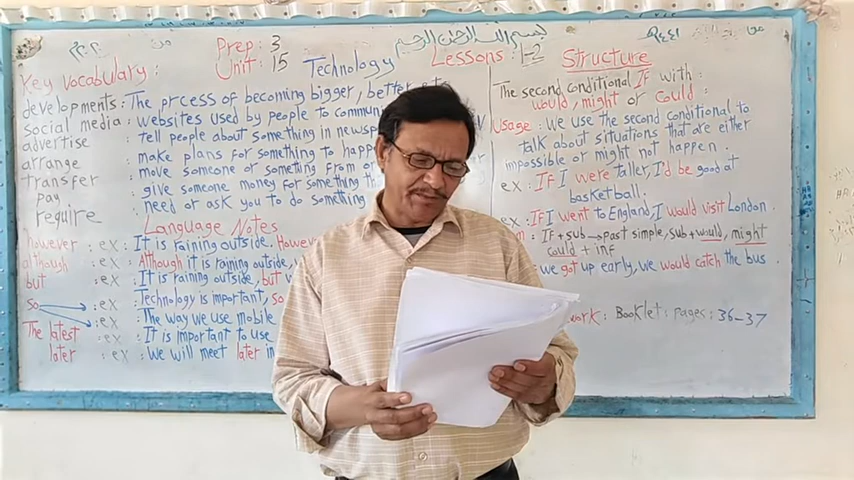 بسم الله الرحمن الرحيم
Prep : 3
Unit : 15
Technology
Lessons : 1-2
Key Vocabulary :
developments : The prcess of becoming bigger, better etc
social media : websites used by people to commun
advertise : tell people about something in newsp
arrange : make plans for something to happ
transfer : move someone or something from
pay : give someone money for something
require : need or ask you to do something
Language Notes
however : ex : It is raining outside. However
although : ex : Although it is raining outside,
but : ex : It is raining outside, but
so : ex : Technology is important, so
ex : The way we use mobile
The latest : ex : It is important to use
later : ex : We will meet later in
Structure
The second conditional If with :
would, might or Could :
Usage : We use the second conditional to
talk about situations that are either
impossible or might not happen.
ex : If I were taller, I'd be good at
basketball.
ex : If I went to England, I would visit London
: If + sub → past simple, sub + would, might
could + inf
we got up early, we would catch the bus
work : Booklet : pages : 36-37